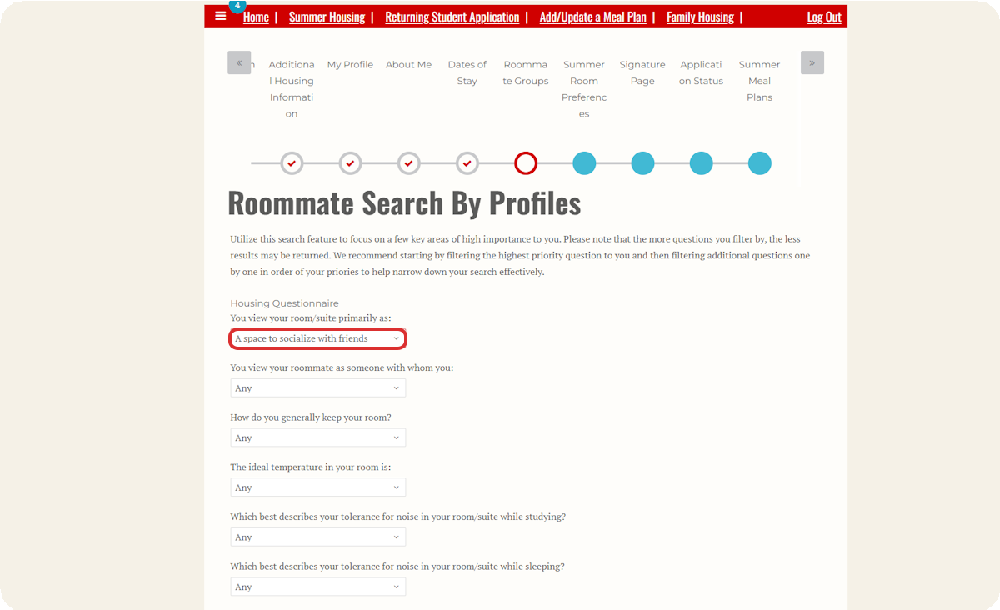 4
Home | Summer Housing | Returning Student Application | Add/Update a Meal Plan | Family Housing | Log Out
« n Additiona My Profile About Me Dates of Roomma Summer Signature Applicati Summer »
l Housing Stay te Groups Room Page on Status Meal
Informati Preferenc Plans
on es
Roommate Search By Profiles
Utilize this search feature to focus on a few key areas of high importance to you. Please note that the more questions you filter by, the less
results may be returned. We recommend starting by filtering the highest priority question to you and then filtering additional questions one
by one in order of your priories to help narrow down your search effectively.
Housing Questionnaire
You view your room/suite primarily as:
A space to socialize with friends
You view your roommate as someone with whom you:
Any
How do you generally keep your room?
Any
The ideal temperature in your room is:
Any
Which best describes your tolerance for noise in your room/suite while studying?
Any
Which best describes your tolerance for noise in your room/suite while sleeping?
Any